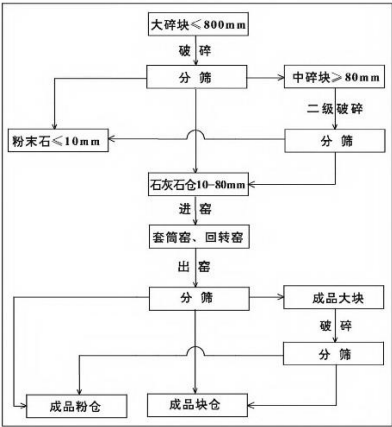 大碎块≤800mm
破 碎
分 筛
中碎块≥80mm
二级破碎
粉末石≤10mm
分 筛
石灰石仓10-80mm
进 窑
套筒窑、回转窑
出 窑
分 筛
成品大块
破 碎
分 筛
成品粉仓
成品块仓